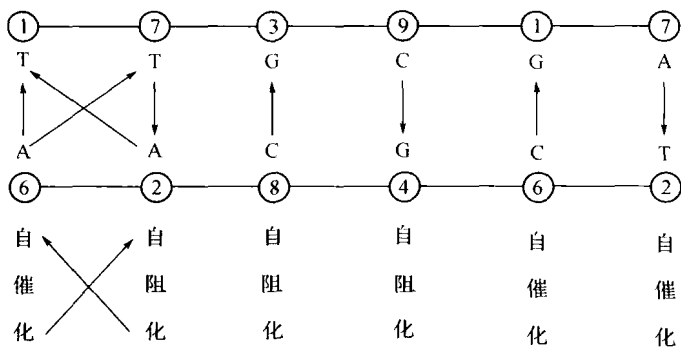 1 7 3 9 1 7
T T G C G A
A A C G C T
6 2 8 4 6 2
自 自 自 自 自 自
催 阻 阻 阻 催 催
化 化 化 化 化 化